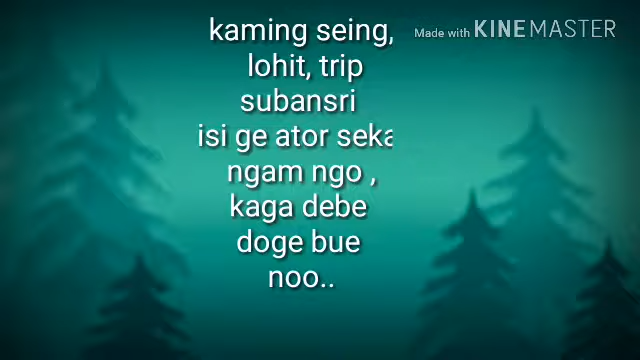 kaming seing,
lohit, trip
subansri
isi ge ator seka
ngam ngo ,
kaga debe
doge bue
noo..
Made with KINEMASTER